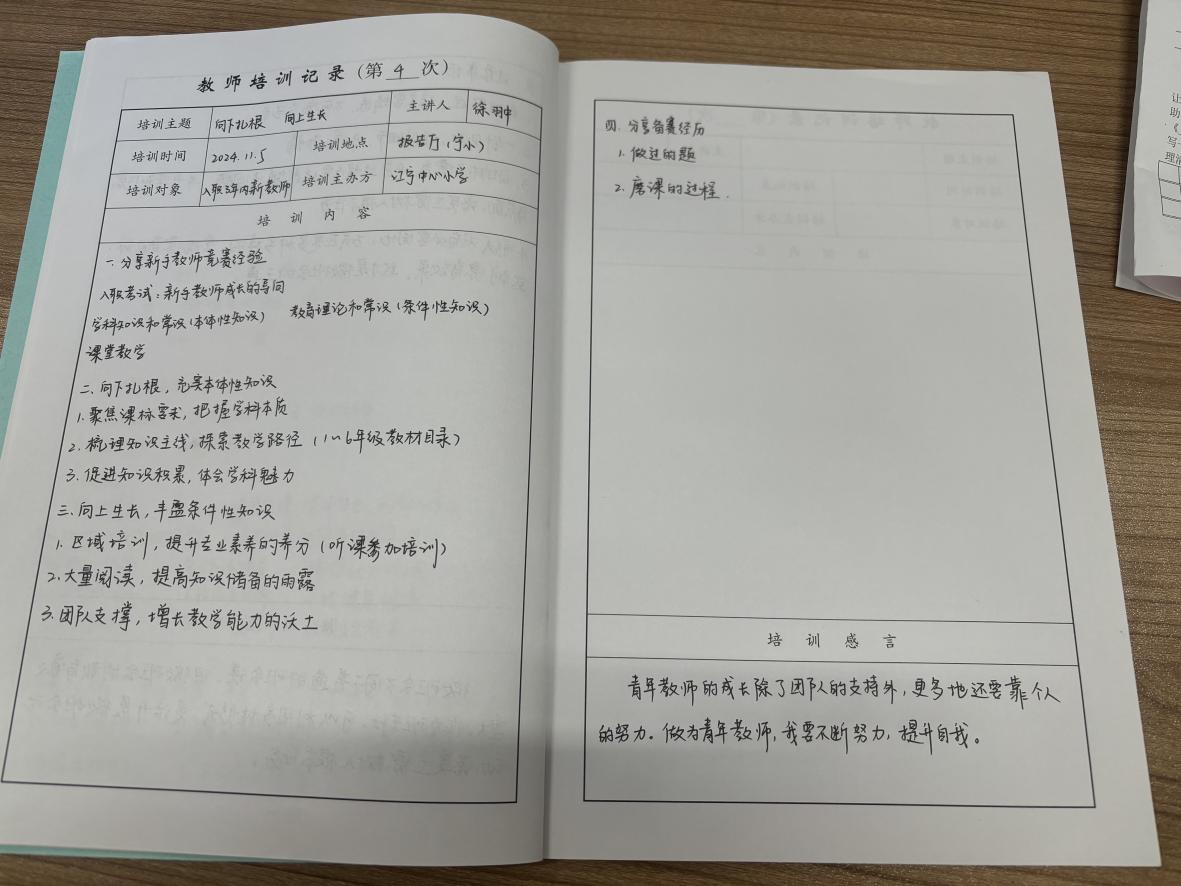 教师培训记录（第 4 次）
培训主题 向下扎根 向上生长 主讲人 徐羽中
培训时间 2024.11.5 培训地点 报告厅（宁小）
培训对象 入职3年内新教师 培训主办方 江宁中心小学
培 训 内 容
一. 分享新手教师竞赛经验
入职考试：新手教师成长的导向
学科知识和常识（本体性知识） 教育理论和常识（条件性知识）
课堂教学
二、向下扎根，充实本体性知识
1. 聚焦课标要求，把握学科本质
2. 梳理知识主线，探索教学路径（1~6年级教材目录）
3. 促进知识积累，体会学科魅力
三、向上生长，丰盈条件性知识
1. 区域培训，提升专业素养的养分（听课参加培训）
2. 大量阅读，提高知识储备的雨露
3. 团队支撑，增长教学能力的沃土
四. 分享备赛经历
1. 做过的题
2. 磨课的过程.
培 训 感 言
青年教师的成长除了团队的支持外，更多地还要靠个人
的努力。做为青年教师，我要不断努力，提升自我。